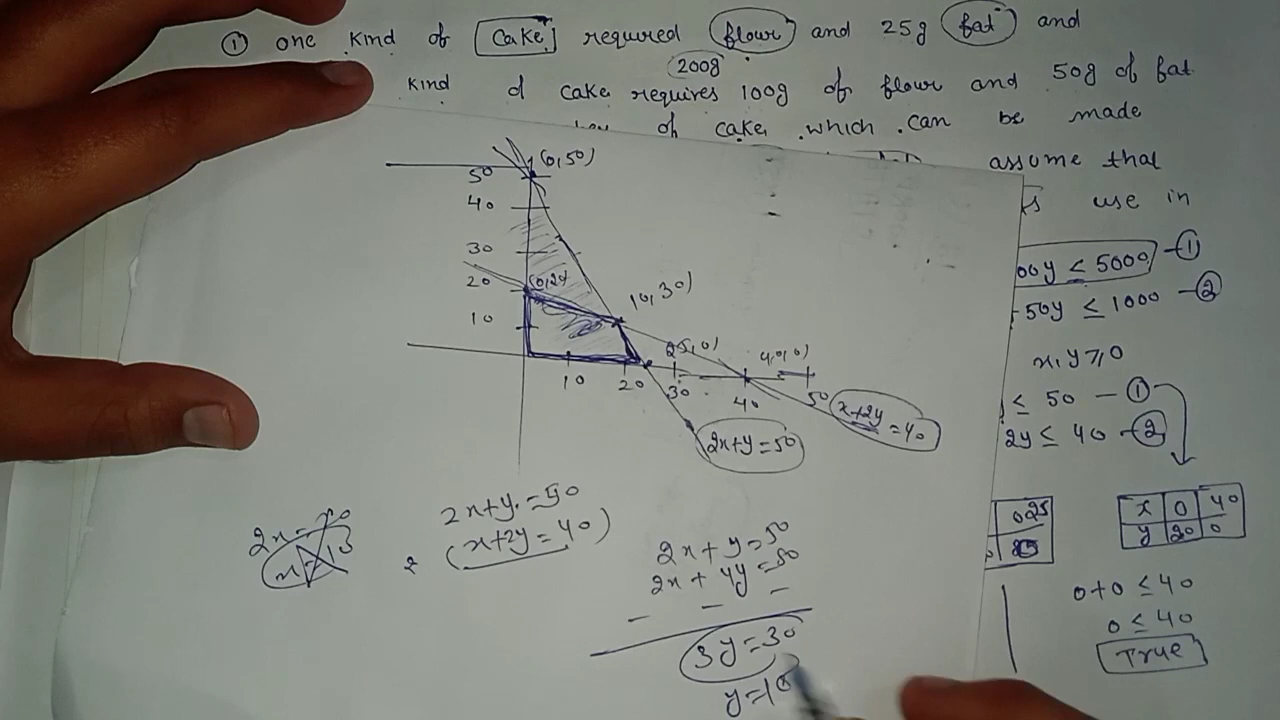 ① one kind of cake required flour and 25g fat and
200g
kind of cake requires 100g of flour and 50g of fat
of cake which can be made
assume that
use in
00y ≤ 5000 - ①
50y ≤ 1000 - ②
x, y ≥ 0
≤ 50 - ①
2y ≤ 40 - ②
(0,50)
50
40
30
20
10
(0,20)
10,30)
25,0)
40,0)
10 20 30 40 50
x+2y = 40
2x+y=50
2x+y=50
(x+2y=40)
2
2x+y=50
2x+4y=80
- - -
3y=30
y=10
0 25
x 0 40
y 20 0
0+0 ≤ 40
0 ≤ 40
True